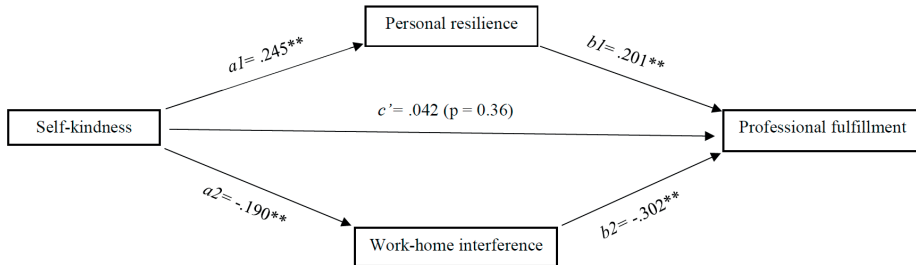 Personal resilience
a1= .245**
b1= .201**
c'= .042 (p = 0.36)
Self-kindness
Professional fulfillment
a2= -.190**
b2= -.302**
Work-home interference